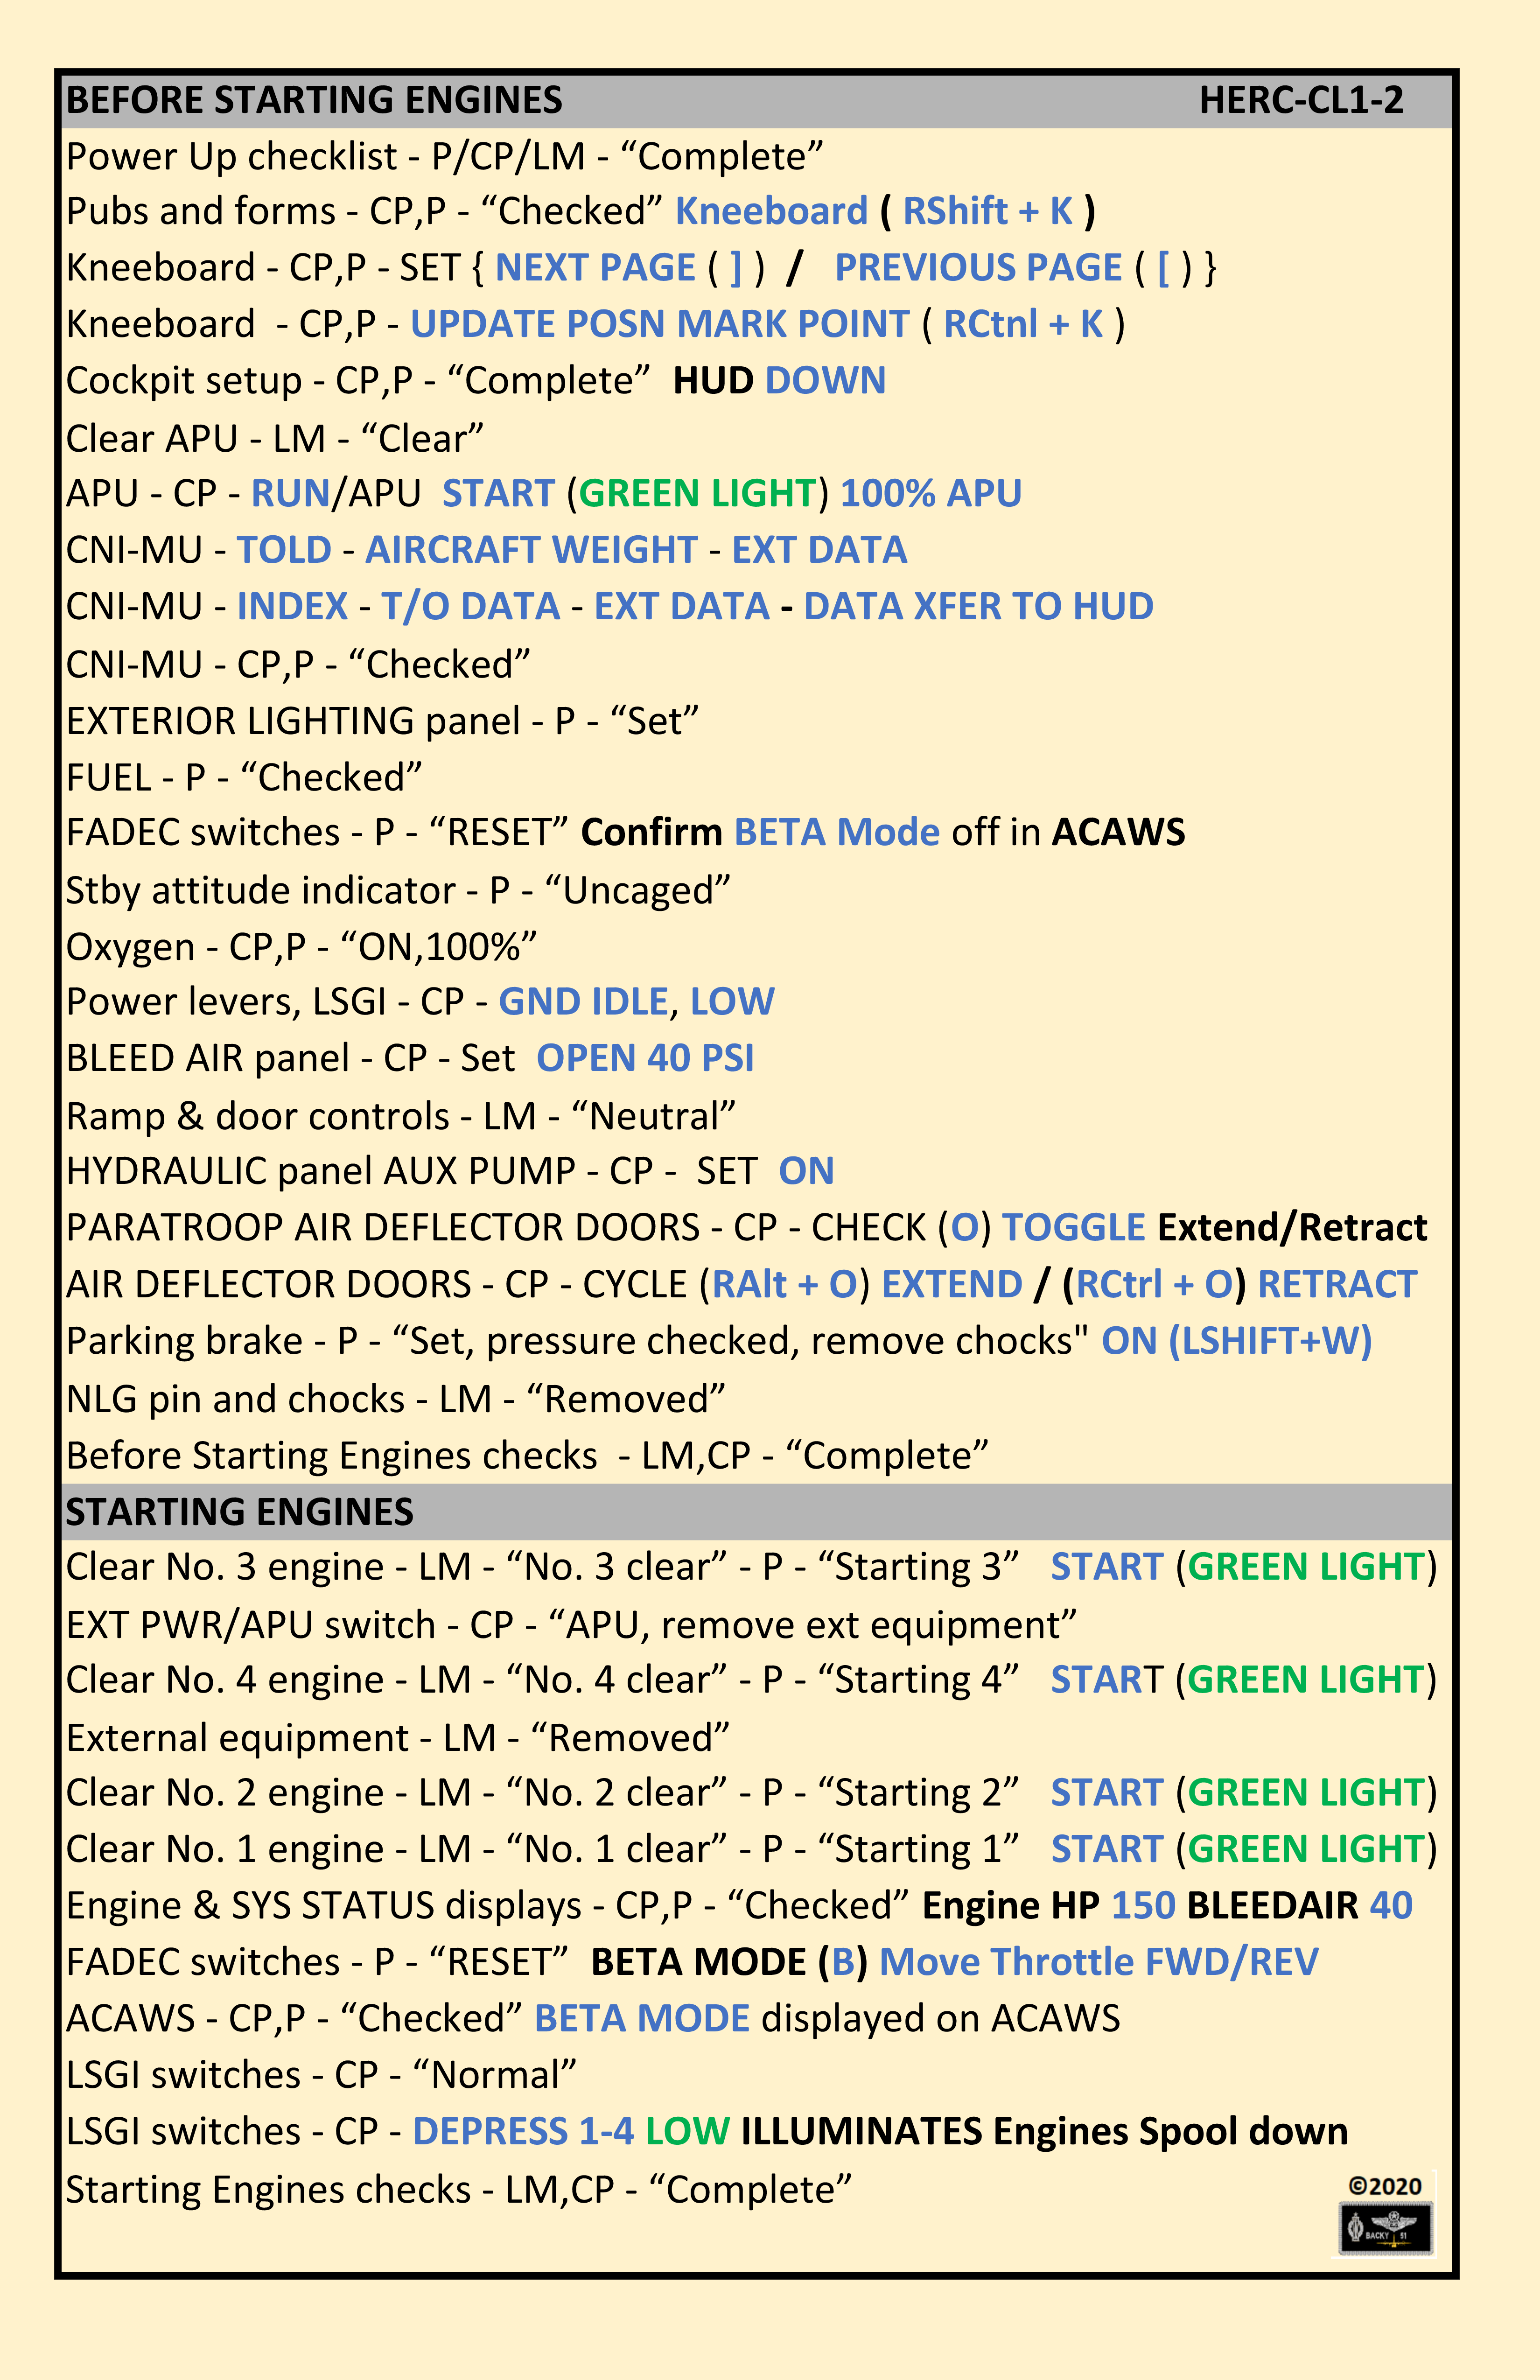 BEFORE STARTING ENGINES HERC-CL1-2
Power Up checklist - P/CP/LM - “Complete”
Pubs and forms - CP,P - “Checked” Kneeboard ( RShift + K )
Kneeboard - CP,P - SET { NEXT PAGE ( ] ) / PREVIOUS PAGE ( [ ) }
Kneeboard - CP,P - UPDATE POSN MARK POINT ( RCtnl + K )
Cockpit setup - CP,P - “Complete” HUD DOWN
Clear APU - LM - “Clear”
APU - CP - RUN/APU START (GREEN LIGHT) 100% APU
CNI-MU - TOLD - AIRCRAFT WEIGHT - EXT DATA
CNI-MU - INDEX - T/O DATA - EXT DATA - DATA XFER TO HUD
CNI-MU - CP,P - “Checked”
EXTERIOR LIGHTING panel - P - “Set”
FUEL - P - “Checked”
FADEC switches - P - “RESET” Confirm BETA Mode off in ACAWS
Stby attitude indicator - P - “Uncaged”
Oxygen - CP,P - “ON,100%”
Power levers, LSGI - CP - GND IDLE, LOW
BLEED AIR panel - CP - Set OPEN 40 PSI
Ramp & door controls - LM - “Neutral”
HYDRAULIC panel AUX PUMP - CP - SET ON
PARATROOP AIR DEFLECTOR DOORS - CP - CHECK (O) TOGGLE Extend/Retract
AIR DEFLECTOR DOORS - CP - CYCLE (RAlt + O) EXTEND / (RCtrl + O) RETRACT
Parking brake - P - “Set, pressure checked, remove chocks" ON (LSHIFT+W)
NLG pin and chocks - LM - “Removed”
Before Starting Engines checks - LM,CP - “Complete”
STARTING ENGINES
Clear No. 3 engine - LM - “No. 3 clear” - P - “Starting 3” START (GREEN LIGHT)
EXT PWR/APU switch - CP - “APU, remove ext equipment”
Clear No. 4 engine - LM - “No. 4 clear” - P - “Starting 4” START (GREEN LIGHT)
External equipment - LM - “Removed”
Clear No. 2 engine - LM - “No. 2 clear” - P - “Starting 2” START (GREEN LIGHT)
Clear No. 1 engine - LM - “No. 1 clear” - P - “Starting 1” START (GREEN LIGHT)
Engine & SYS STATUS displays - CP,P - “Checked” Engine HP 150 BLEEDAIR 40
FADEC switches - P - “RESET” BETA MODE (B) Move Throttle FWD/REV
ACAWS - CP,P - “Checked” BETA MODE displayed on ACAWS
LSGI switches - CP - “Normal”
LSGI switches - CP - DEPRESS 1-4 LOW ILLUMINATES Engines Spool down
Starting Engines checks - LM,CP - “Complete”
©2020
BACKY 51